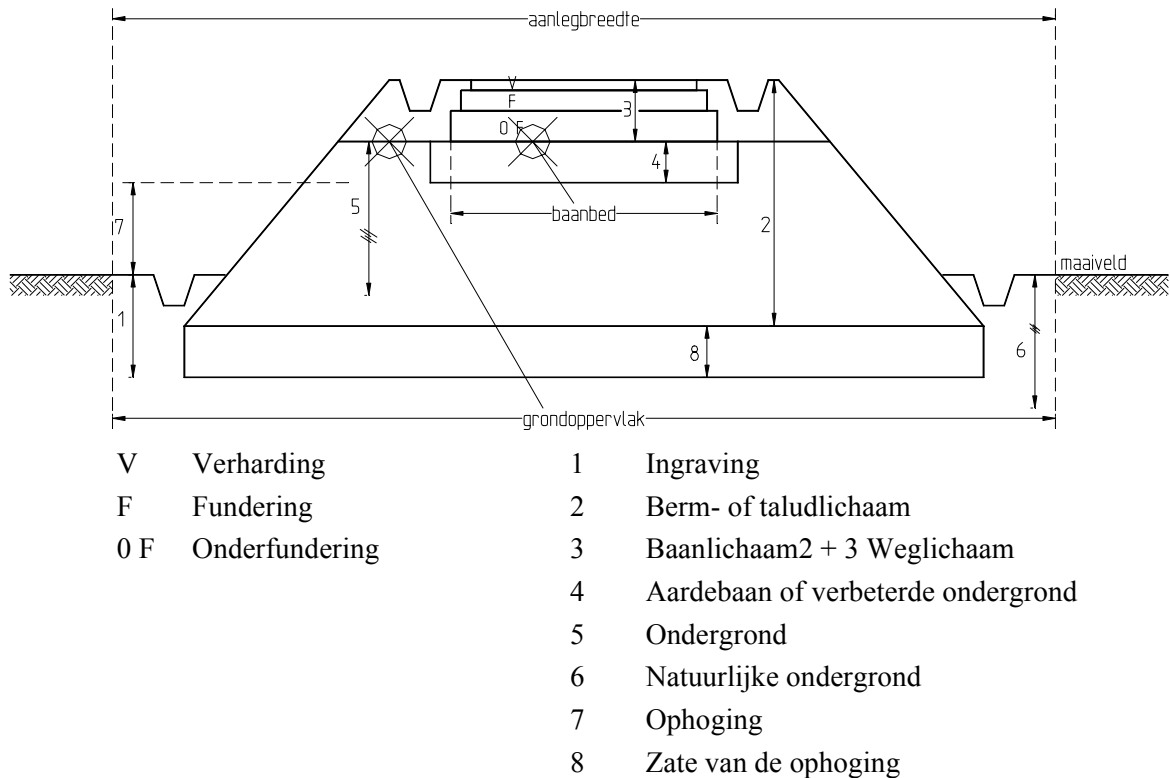 aanlegbreedte
V
F
3
0 F
4
5
7
baanbed
2
maaiveld
1
8
6
grondoppervlak
V Verharding
F Fundering
0 F Onderfundering
1 Ingraving
2 Berm- of taludlichaam
3 Baanlichaam2 + 3 Weglichaam
4 Aardebaan of verbeterde ondergrond
5 Ondergrond
6 Natuurlijke ondergrond
7 Ophoging
8 Zate van de ophoging